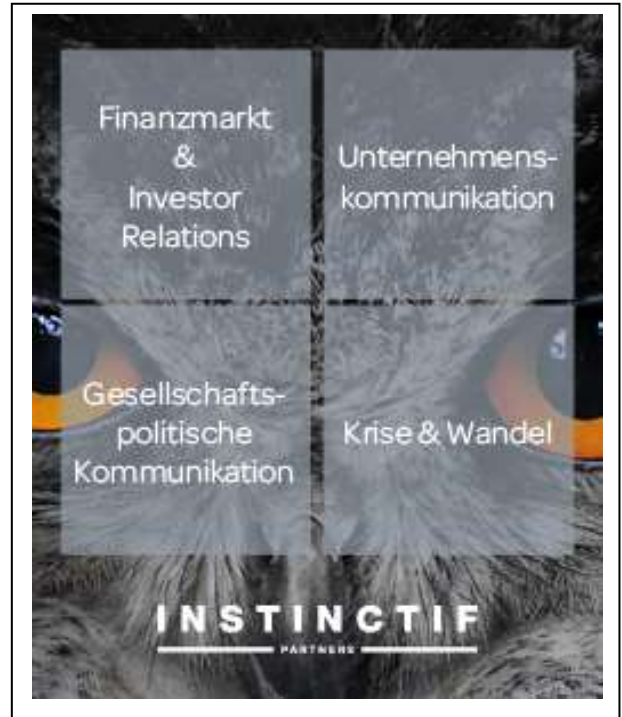 Finanzmarkt
&
Investor
Relations
Unternehmens-
kommunikation
Gesellschafts-
politische
Kommunikation
Krise & Wandel
INSTINCTIF
PARTNERS